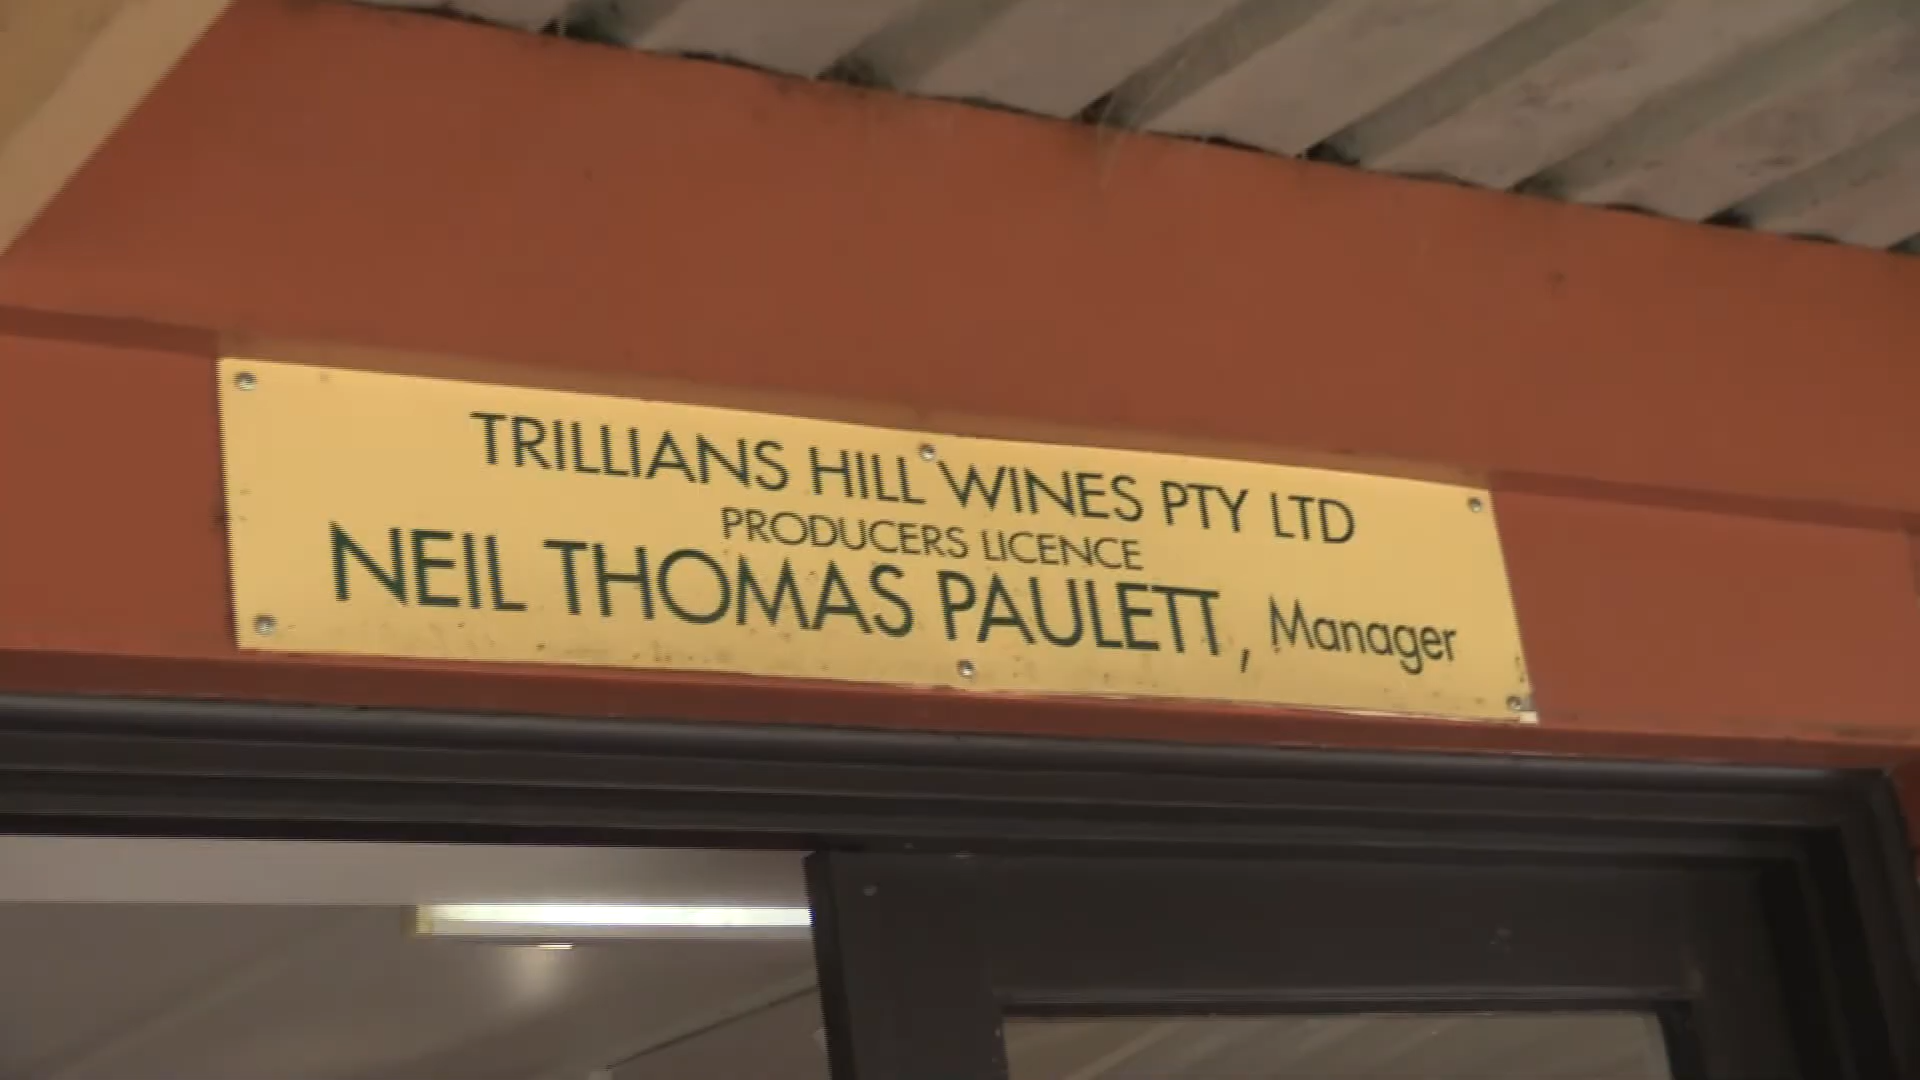 TRILLIANS HILL WINES PTY LTD
PRODUCERS LICENCE
NEIL THOMAS PAULETT, Manager